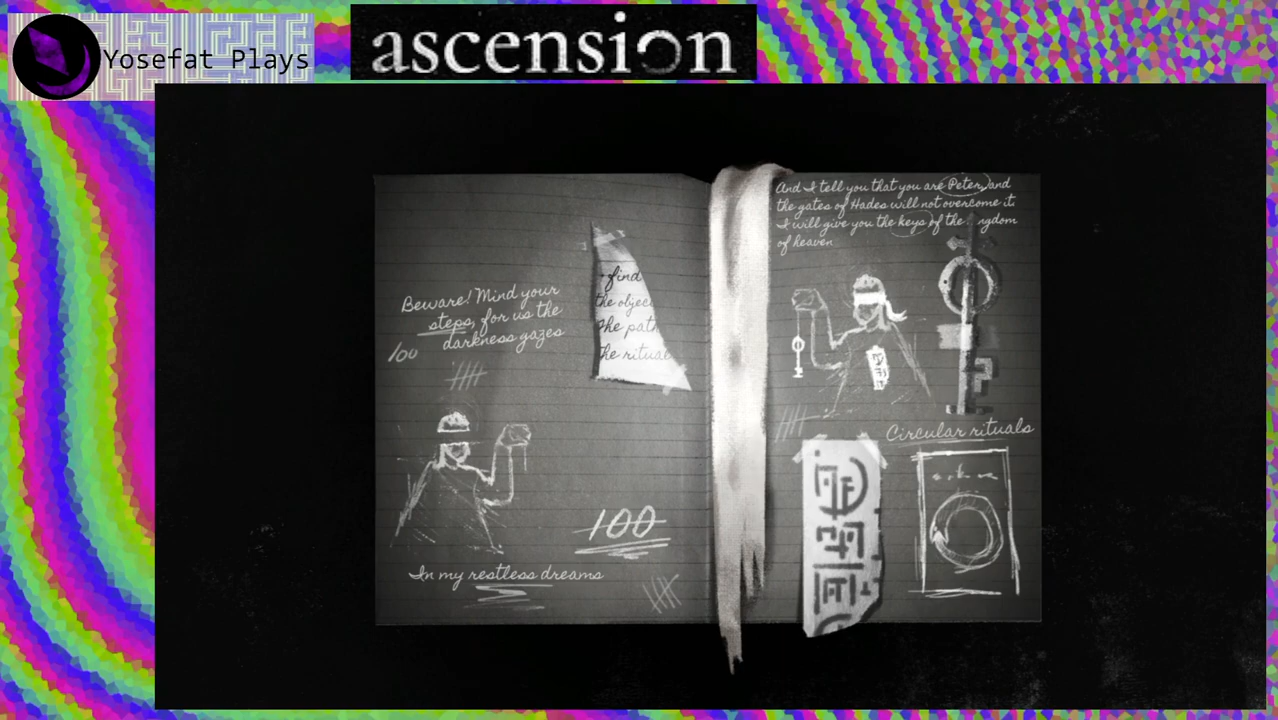 Yosefat Plays
ascension
Beware! Mind your
steps, for us the
darkness gazes
100
find
the objec
the path
the ritual
100
In my restless dreams
And I tell you that you are Peter, and
the gates of Hades will not overcome it
I will give you the keys of the ngdom
of heaven
Circular rituals